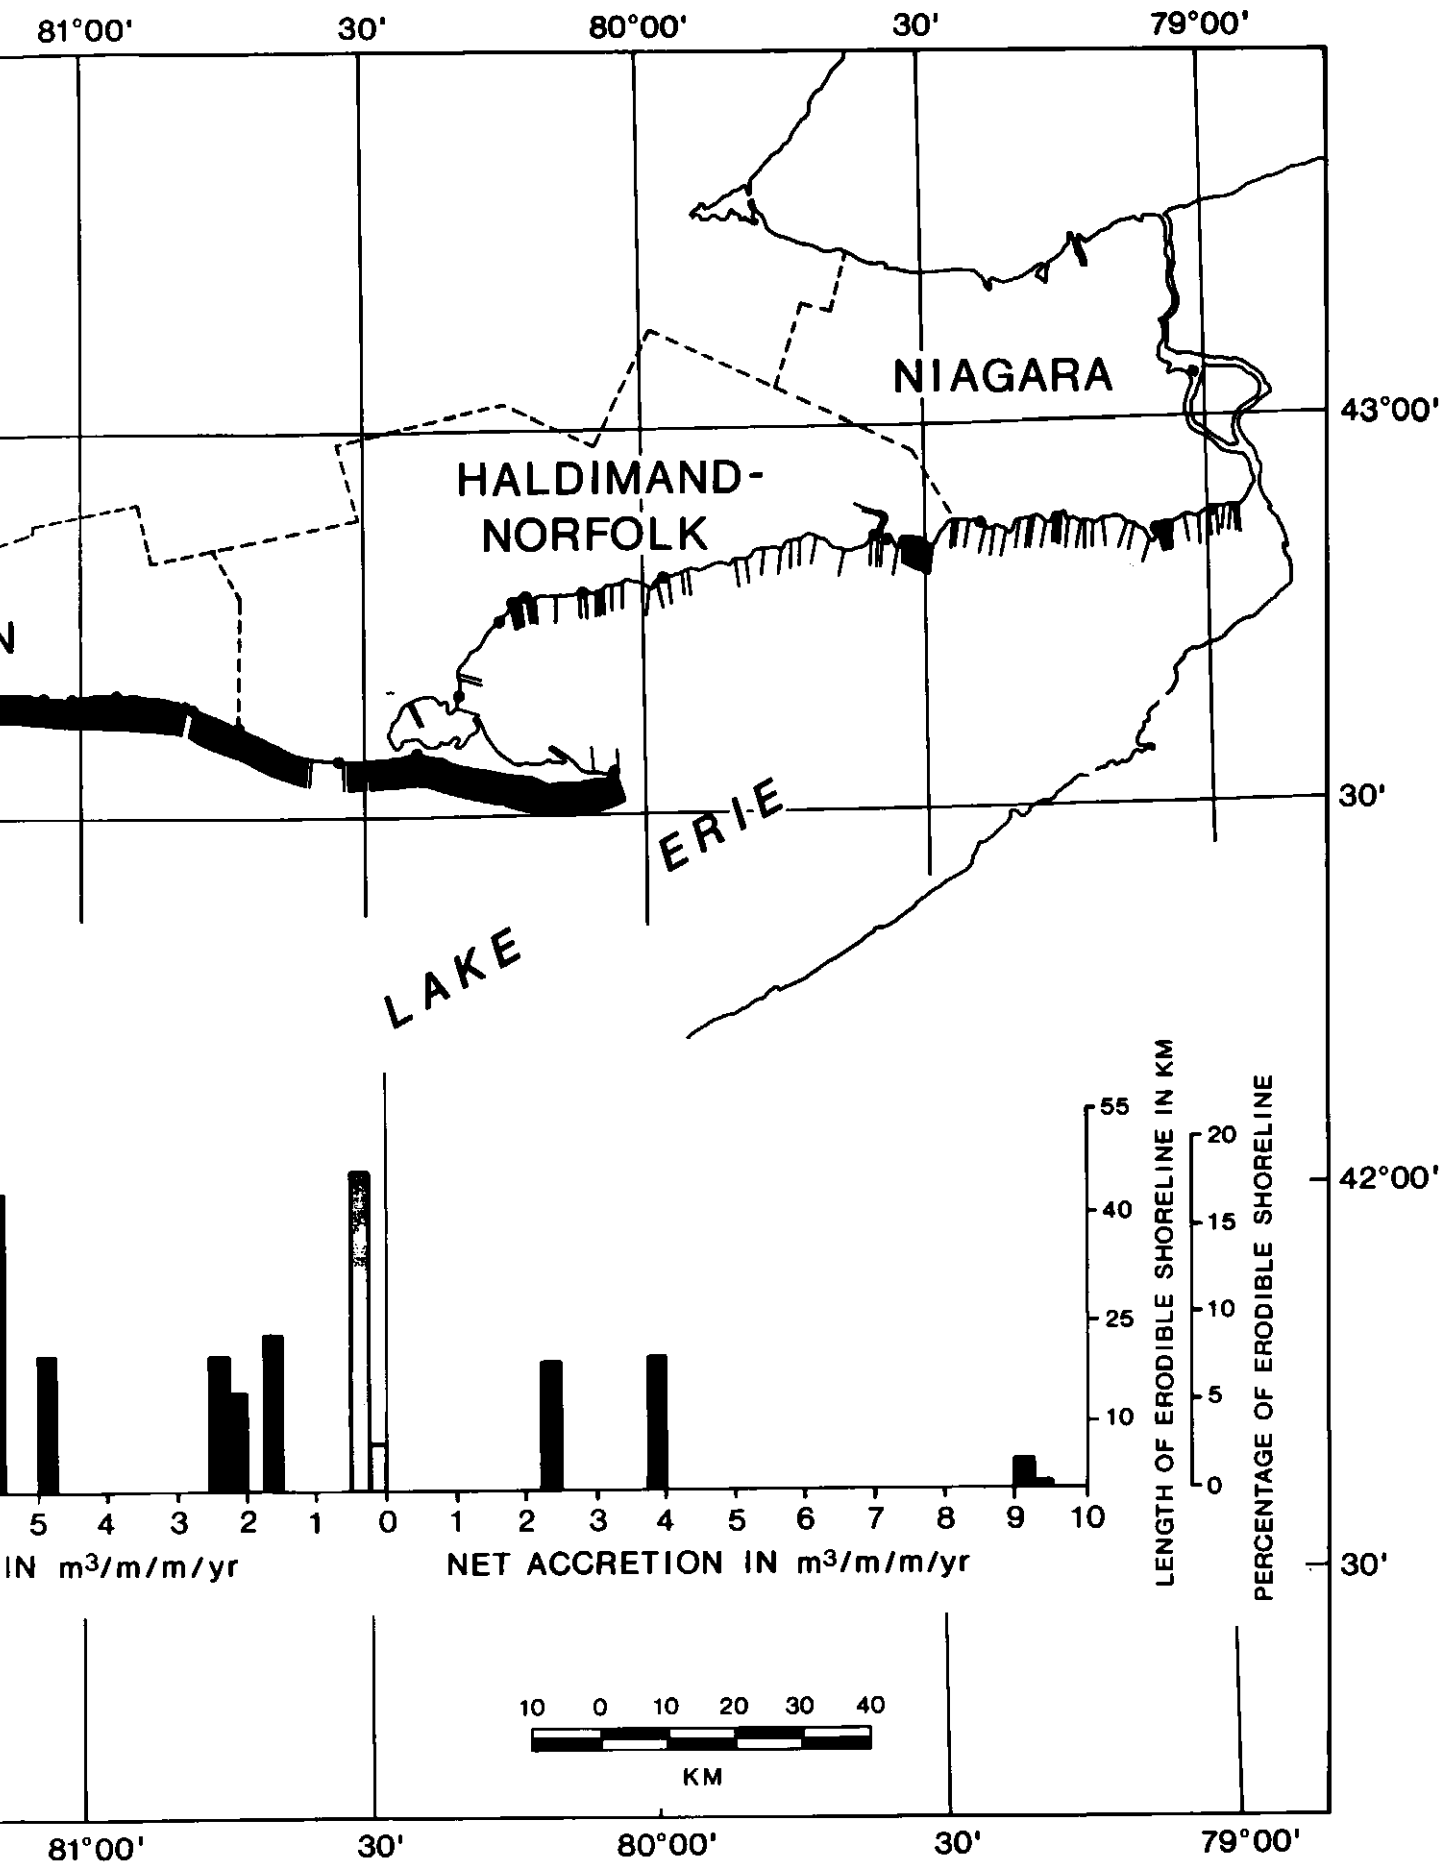 81°00' 30' 80°00' 30' 79°00'
NIAGARA
43°00'
HALDIMAND-
NORFOLK
N
30'
ERIE
LAKE
LENGTH OF ERODIBLE SHORELINE IN KM
PERCENTAGE OF ERODIBLE SHORELINE
55
20
42°00'
40
15
10
25
5
10
0
5 4 3 2 1 0 1 2 3 4 5 6 7 8 9 10
IN m³/m/m/yr NET ACCRETION IN m³/m/m/yr
30'
10 0 10 20 30 40
KM
81°00' 30' 80°00' 30' 79°00'